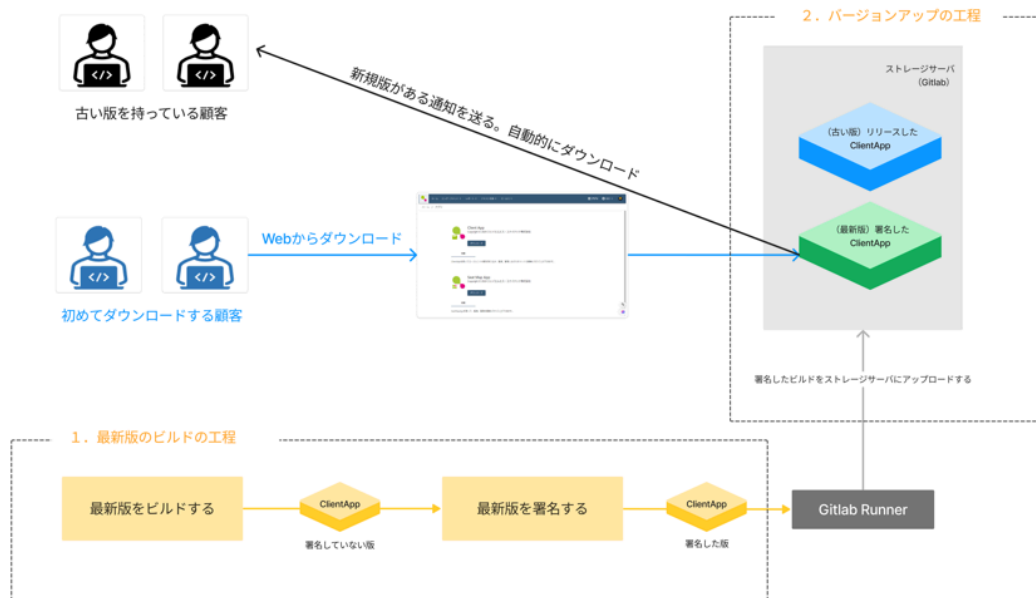 ２．バージョンアップの工程
ストレージサーバ
（Gitlab）
（古い版）リリースした
ClientApp
（最新版）署名した
ClientApp
古い版を持っている顧客
新規版がある通知を送る。自動的にダウンロード
Webからダウンロード
Client App
初めてダウンロードする顧客
署名したビルドをストレージサーバにアップロードする
１．最新版のビルドの工程
最新版をビルドする
ClientApp
署名していない版
最新版を署名する
ClientApp
署名した版
Gitlab Runner